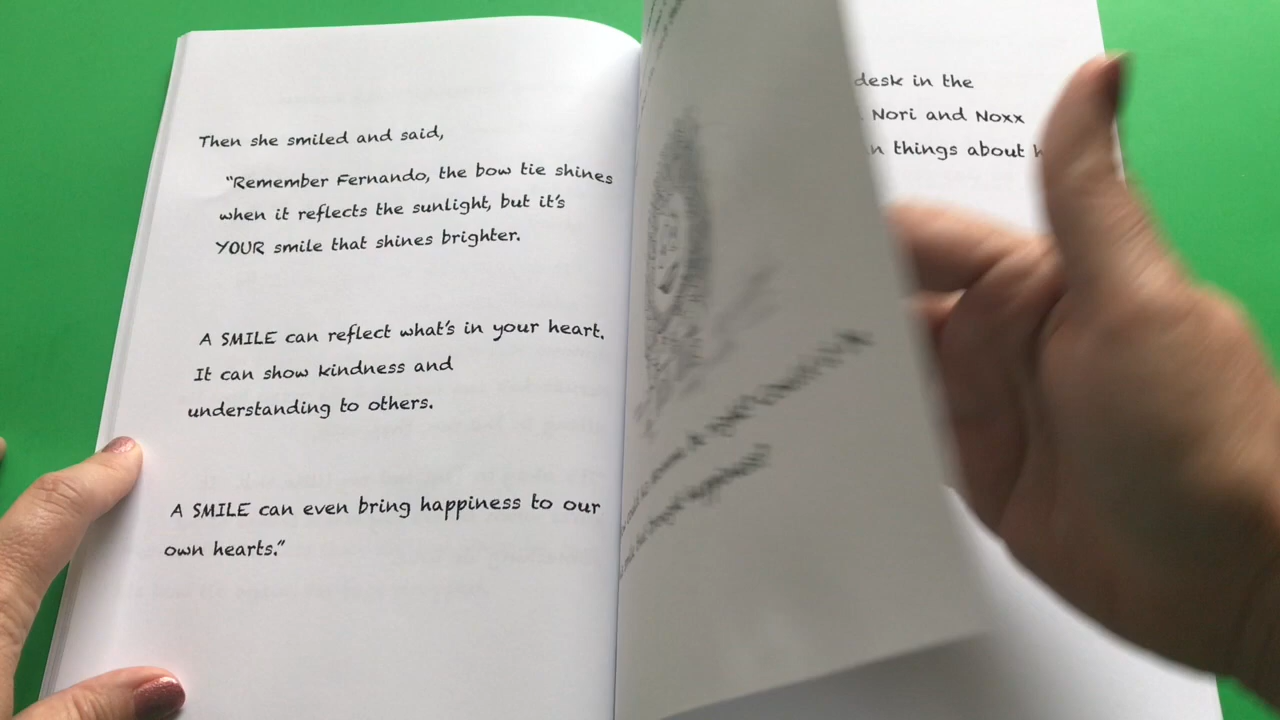 Then she smiled and said,
"Remember Fernando, the bow tie shines
when it reflects the sunlight, but it's
YOUR smile that shines brighter.
A SMILE can reflect what's in your heart.
It can show kindness and
understanding to others.
A SMILE can even bring happiness to our
own hearts."
desk in the
Nori and Noxx
things about